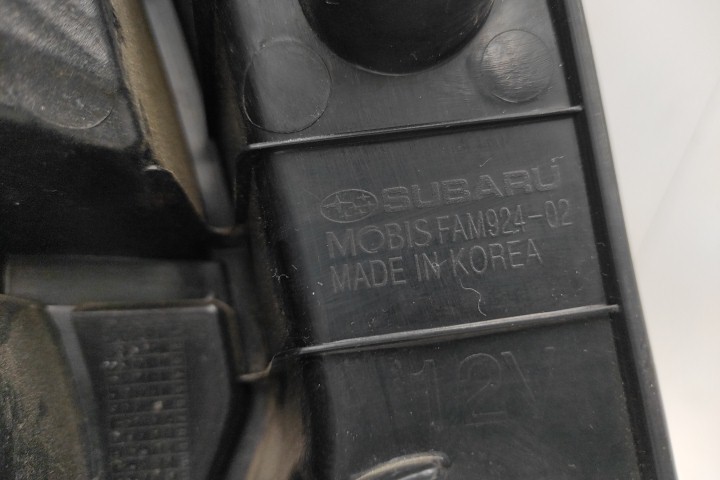 SUBARU
MOBIS FAM924-02
MADE IN KOREA
12V